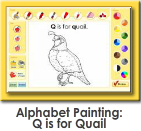 Q is for quail.
Alphabet Painting:
Q is for Quail